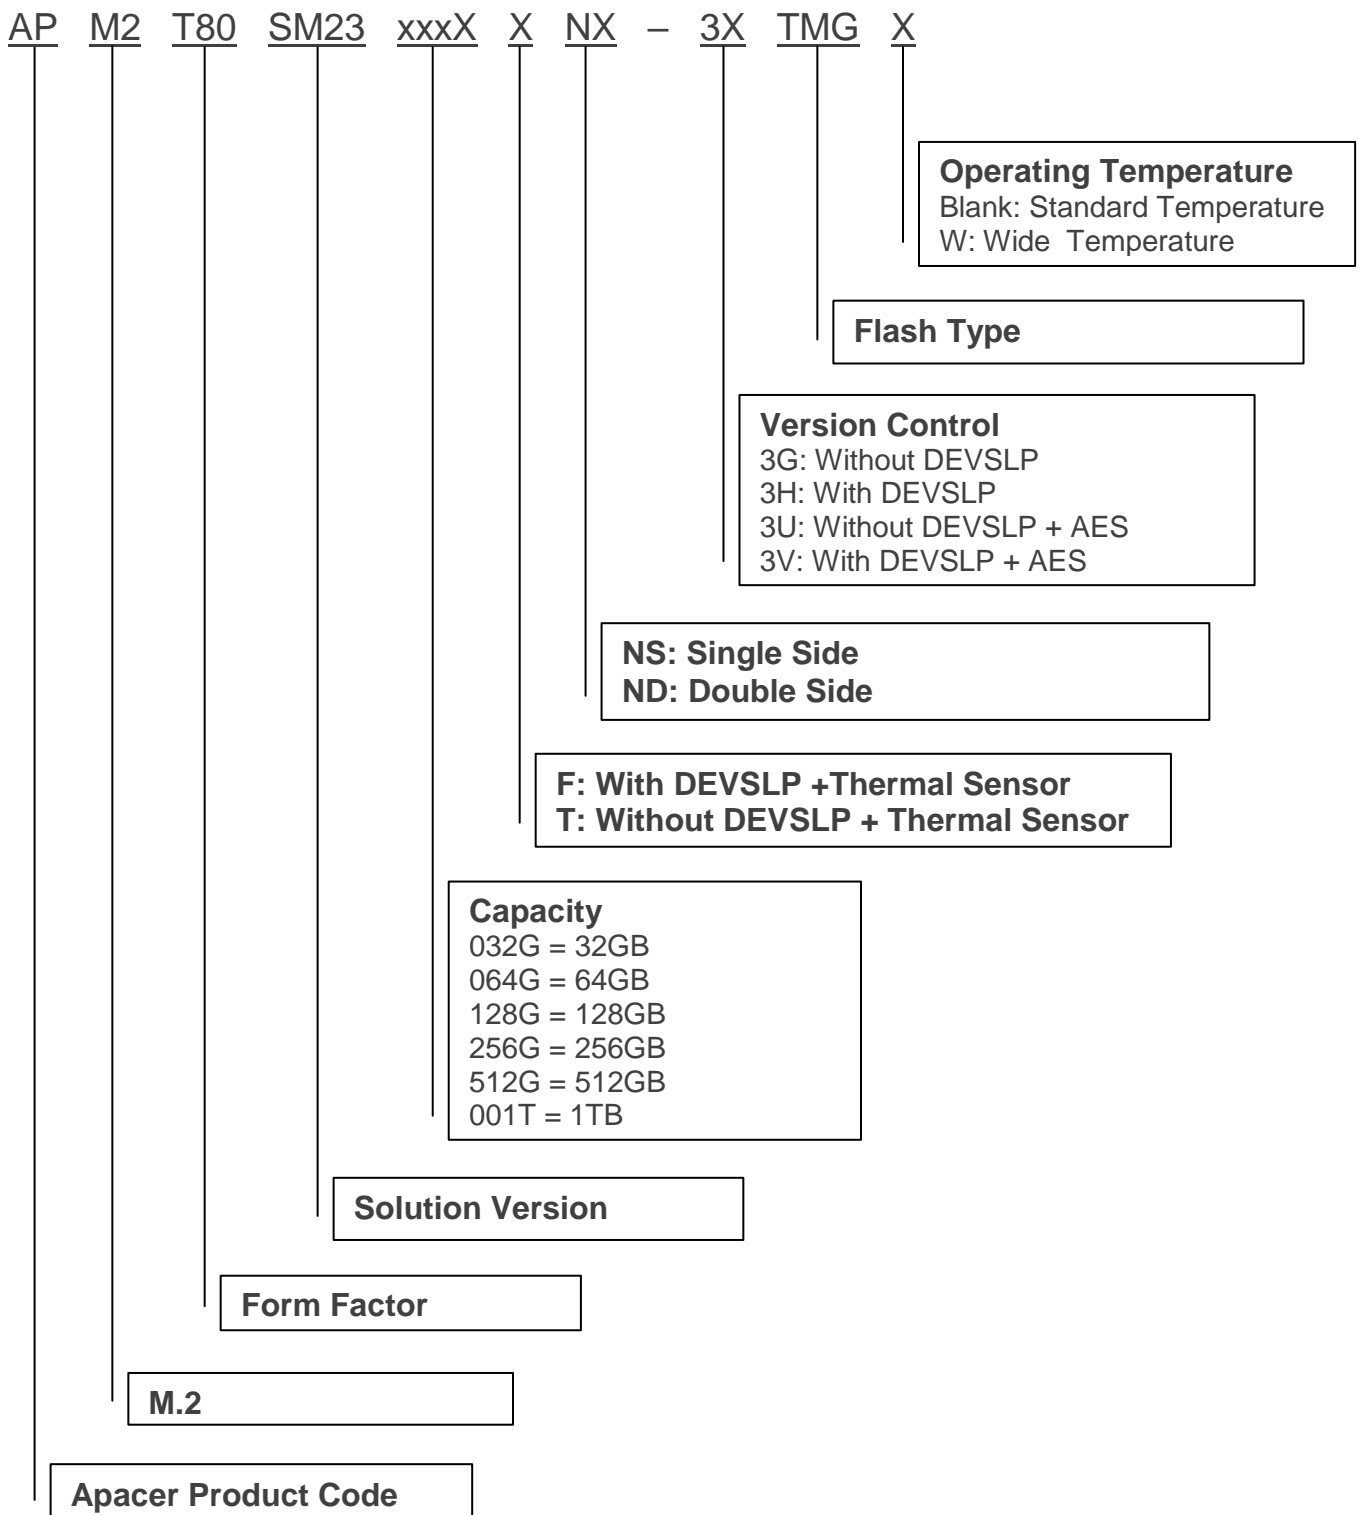 AP M2 T80 SM23 xxxX X NX – 3X TMG X
Operating Temperature
Blank: Standard Temperature
W: Wide Temperature
Flash Type
Version Control
3G: Without DEVSLP
3H: With DEVSLP
3U: Without DEVSLP + AES
3V: With DEVSLP + AES
NS: Single Side
ND: Double Side
F: With DEVSLP +Thermal Sensor
T: Without DEVSLP + Thermal Sensor
Capacity
032G = 32GB
064G = 64GB
128G = 128GB
256G = 256GB
512G = 512GB
001T = 1TB
Solution Version
Form Factor
M.2
Apacer Product Code